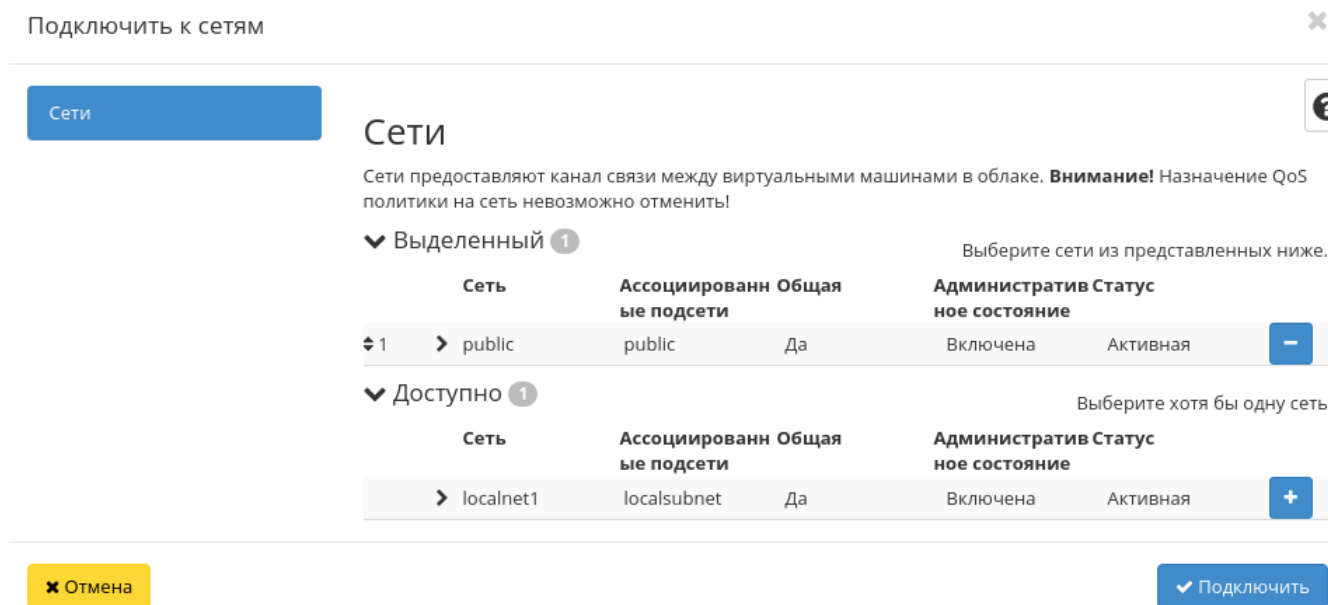 Подключить к сетям
Сети
Сети
Сети предоставляют канал связи между виртуальными машинами в облаке. Внимание! Назначение QoS
политики на сеть невозможно отменить!
Выделенный 1
Выберите сети из представленных ниже.
Сеть Ассоциированн Общая Административ Статус
ые подсети ное состояние
1 public public Да Включена Активная
Доступно 1
Выберите хотя бы одну сеть
Сеть Ассоциированн Общая Административ Статус
ые подсети ное состояние
localnet1 localsubnet Да Включена Активная
Отмена
Подключить